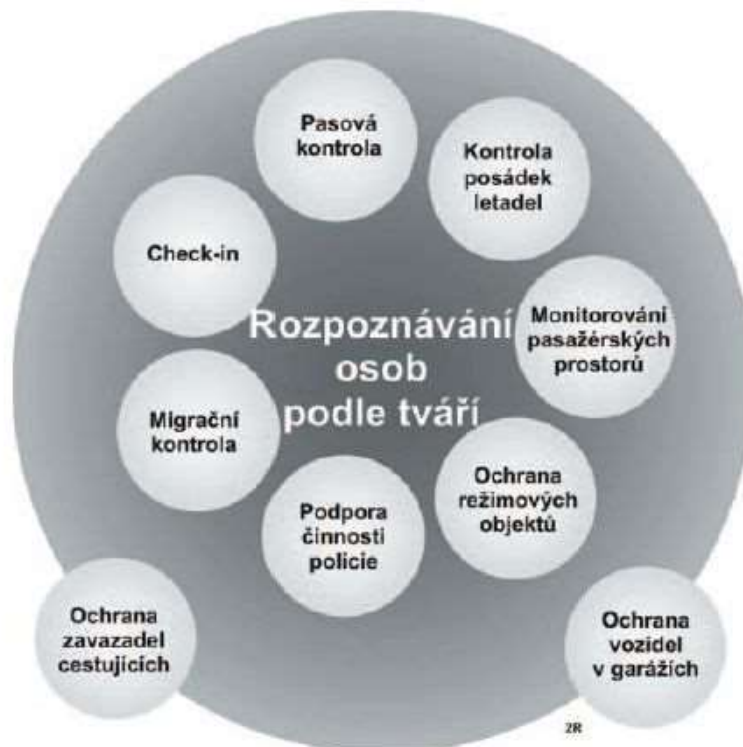 Pasová
kontrola
Kontrola
posádek
letadel
Check-in
Monitorování
pasažérských
prostorů
Rozpoznávání
osob
podle tváří
Migrační
kontrola
Ochrana
režimových
objektů
Podpora
činnosti
policie
Ochrana
zavazadel
cestujících
Ochrana
vozidel
v garážích
2R